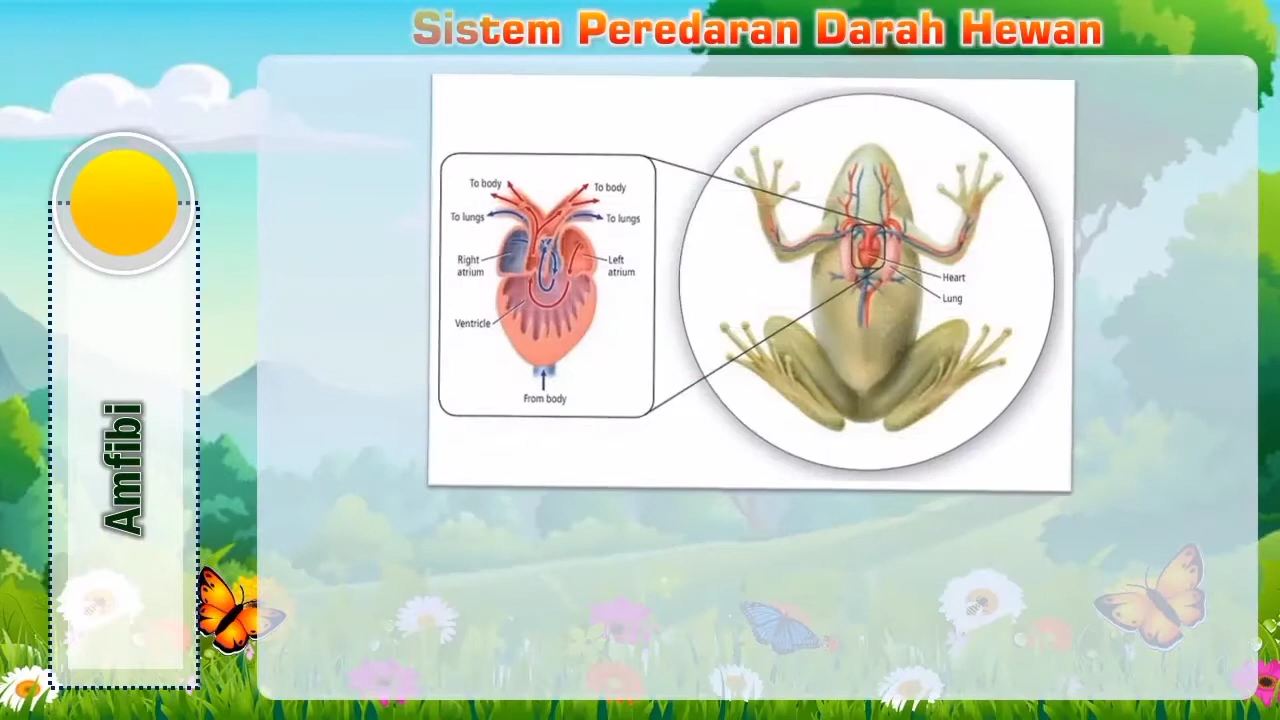 Sistem Peredaran Darah Hewan
Amfibi
To body
To body
To lungs
To lungs
Right
atrium
Left
atrium
Ventricle
From body
Heart
Lung